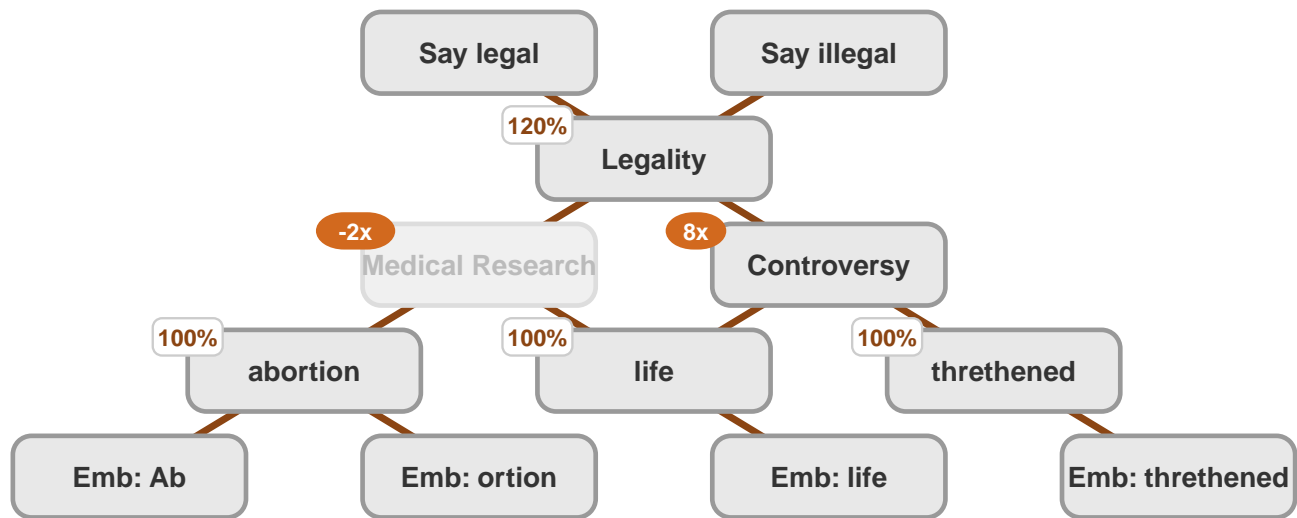 Say legal
Say illegal
120%
Legality
-2x
8x
Medical Research
Controversy
100%
100%
100%
abortion
life
threthened
Emb: Ab
Emb: ortion
Emb: life
Emb: threthened